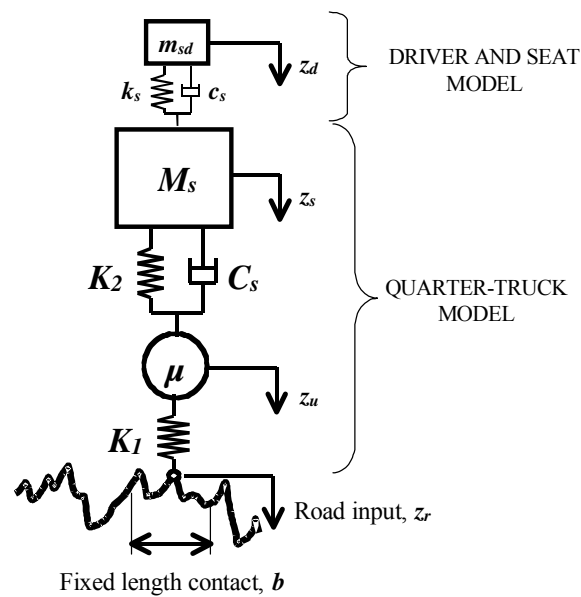 m_sd
z_d
DRIVER AND SEAT
MODEL
k_s
c_s
M_s
z_s
K_2
C_s
QUARTER-TRUCK
MODEL
μ
z_u
K_1
Road input, z_r
Fixed length contact, b